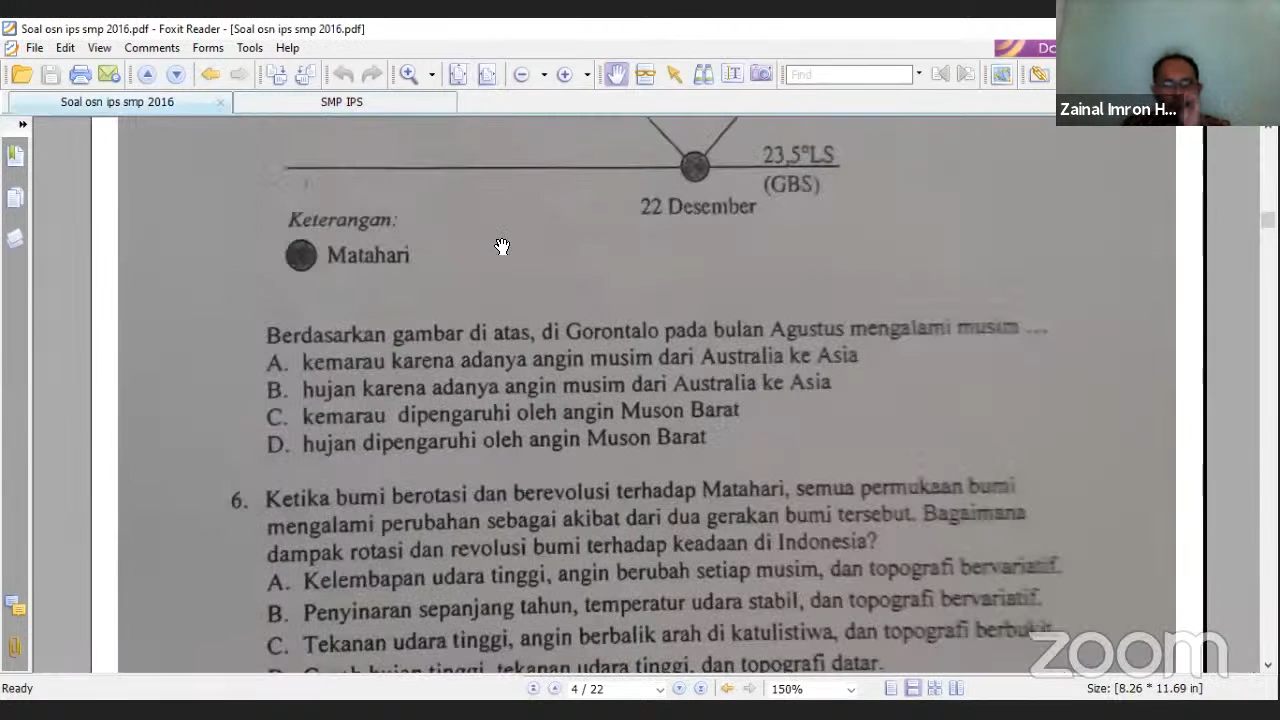 Soal osn ips smp 2016.pdf - Foxit Reader - [Soal osn ips smp 2016.pdf]
File Edit View Comments Forms Tools Help
Find
Soal osn ips smp 2016
SMP IPS
Zainal Imron H...
23,5°LS
(GBS)
22 Desember
Keterangan:
Matahari
Berdasarkan gambar di atas, di Gorontalo pada bulan Agustus mengalami musim ...
A. kemarau karena adanya angin musim dari Australia ke Asia
B. hujan karena adanya angin musim dari Australia ke Asia
C. kemarau dipengaruhi oleh angin Muson Barat
D. hujan dipengaruhi oleh angin Muson Barat
6. Ketika bumi berotasi dan berevolusi terhadap Matahari, semua permukaan bumi
mengalami perubahan sebagai akibat dari dua gerakan bumi tersebut. Bagaimana
dampak rotasi dan revolusi bumi terhadap keadaan di Indonesia?
A. Kelembapan udara tinggi, angin berubah setiap musim, dan topografi bervariatif.
B. Penyinaran sepanjang tahun, temperatur udara stabil, dan topografi bervariatif.
C. Tekanan udara tinggi, angin berbalik arah di katulistiwa, dan topografi berbukit.
hujan tinggi, tekanan udara tinggi, dan topografi datar.
zoom
Ready
4 / 22
150%
Size: [8.26 * 11.69 in]